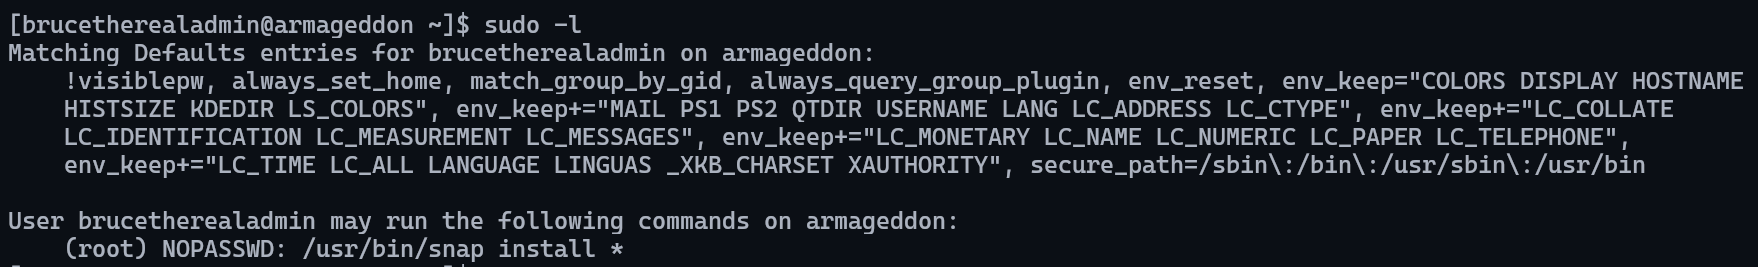 [brucetherealadmin@armageddon ~]$ sudo -l
Matching Defaults entries for brucetherealadmin on armageddon:
    !visiblepw, always_set_home, match_group_by_gid, always_query_group_plugin, env_reset, env_keep="COLORS DISPLAY HOSTNAME
    HISTSIZE KDEDIR LS_COLORS", env_keep+="MAIL PS1 PS2 QTDIR USERNAME LANG LC_ADDRESS LC_CTYPE", env_keep+="LC_COLLATE
    LC_IDENTIFICATION LC_MEASUREMENT LC_MESSAGES", env_keep+="LC_MONETARY LC_NAME LC_NUMERIC LC_PAPER LC_TELEPHONE",
    env_keep+="LC_TIME LC_ALL LANGUAGE LINGUAS _XKB_CHARSET XAUTHORITY", secure_path=/sbin\:/bin\:/usr/sbin\:/usr/bin

User brucetherealadmin may run the following commands on armageddon:
    (root) NOPASSWD: /usr/bin/snap install *